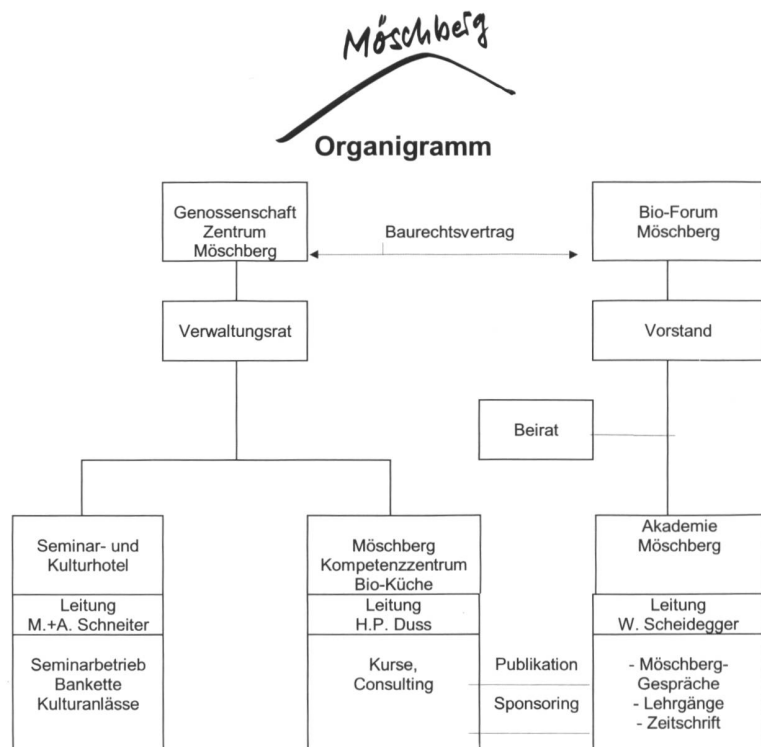 Möschberg
Organigramm
Genossenschaft
Zentrum
Möschberg
Baurechtsvertrag
Bio-Forum
Möschberg
Verwaltungsrat
Vorstand
Beirat
Seminar- und
Kulturhotel
Möschberg
Kompetenzzentrum
Bio-Küche
Akademie
Möschberg
Leitung
M.+A. Schneiter
Leitung
H.P. Duss
Leitung
W. Scheidegger
Seminarbetrieb
Bankette
Kulturanlässe
Kurse,
Consulting
Publikation
Sponsoring
- Möschberg-
Gespräche
- Lehrgänge
- Zeitschrift